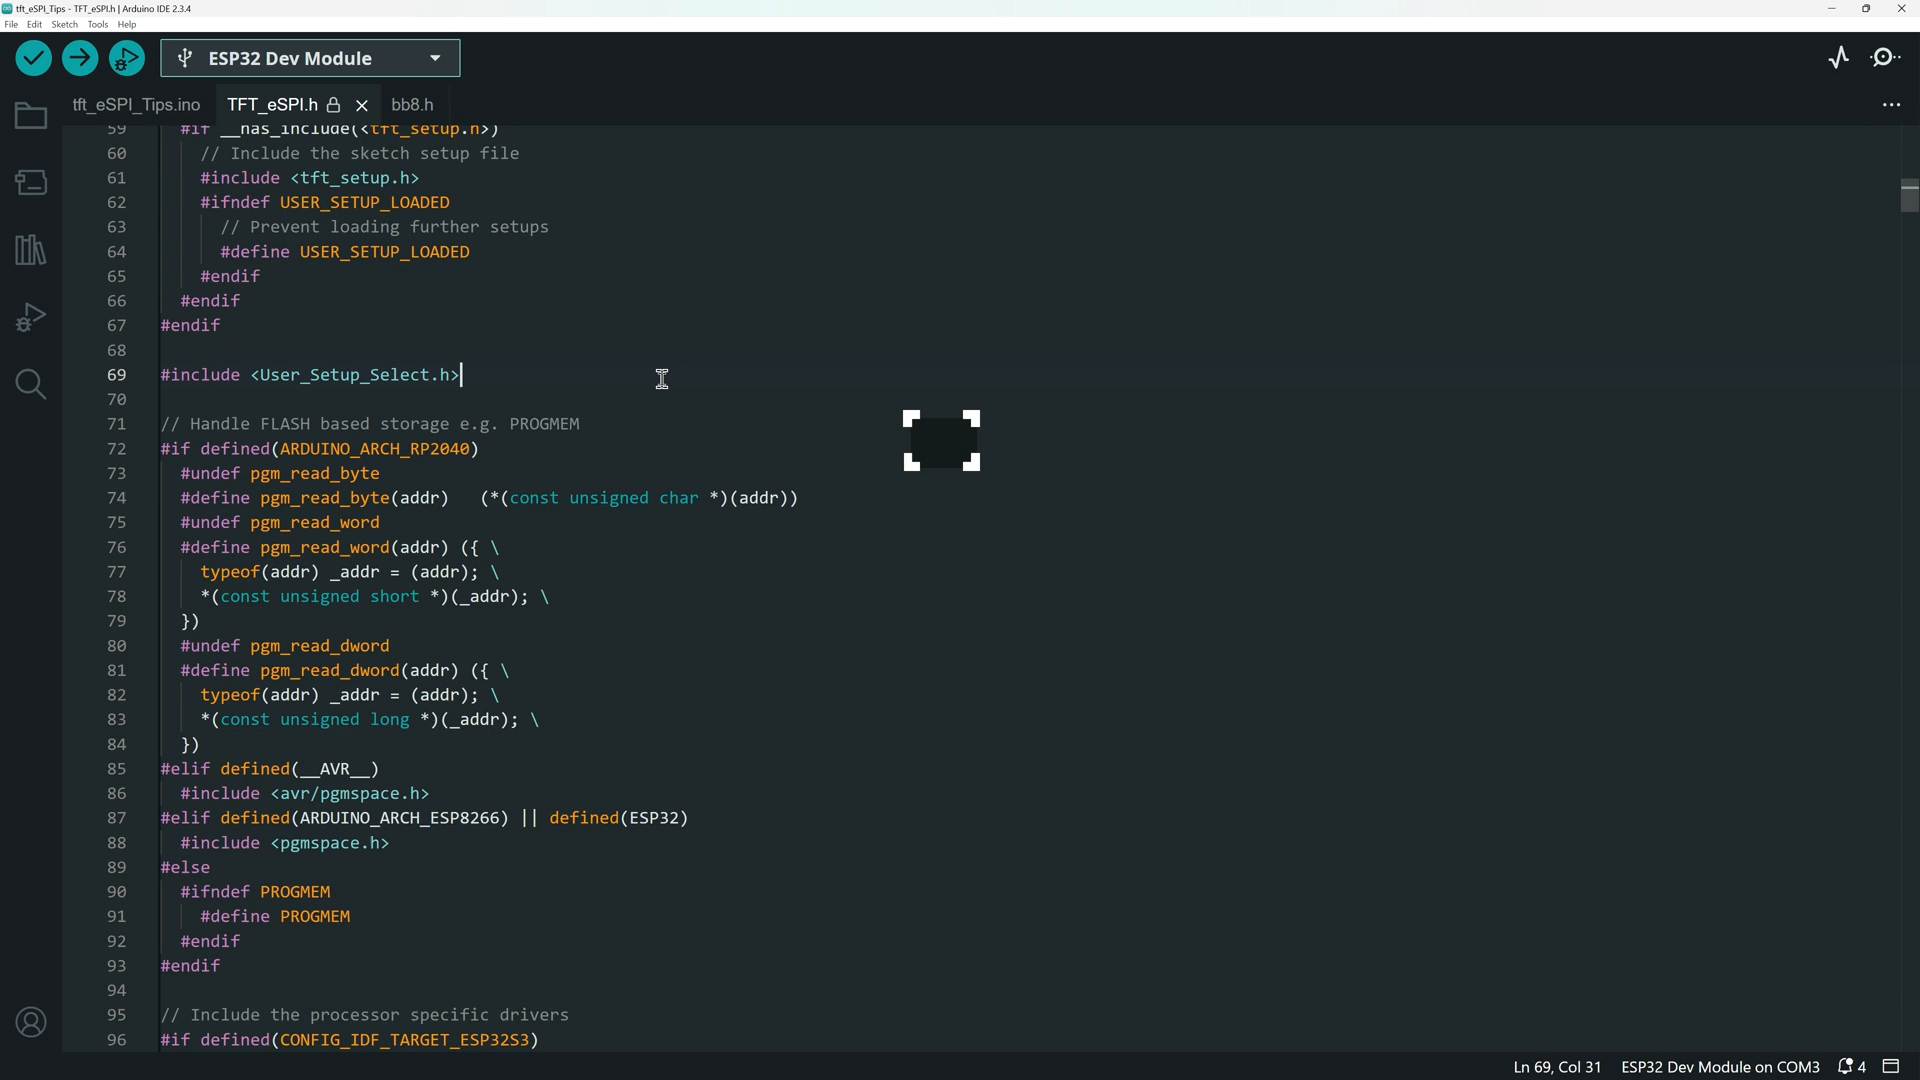 tft_eSPI_Tips - TFT_eSPI.h | Arduino IDE 2.3.4
File Edit Sketch Tools Help
ESP32 Dev Module
tft_eSPI_Tips.ino TFT_eSPI.h bb8.h
59 #if __has_include(<tft_setup.h>)
60 // Include the sketch setup file
61 #include <tft_setup.h>
62 #ifndef USER_SETUP_LOADED
63 // Prevent loading further setups
64 #define USER_SETUP_LOADED
65 #endif
66 #endif
67 #endif
68
69 #include <User_Setup_Select.h>
70
71 // Handle FLASH based storage e.g. PROGMEM
72 #if defined(ARDUINO_ARCH_RP2040)
73 #undef pgm_read_byte
74 #define pgm_read_byte(addr)   (*(const unsigned char *)(addr))
75 #undef pgm_read_word
76 #define pgm_read_word(addr) ({ \
77 typeof(addr) _addr = (addr); \
78 *(const unsigned short *)(_addr); \
79 })
80 #undef pgm_read_dword
81 #define pgm_read_dword(addr) ({ \
82 typeof(addr) _addr = (addr); \
83 *(const unsigned long *)(_addr); \
84 })
85 #elif defined(__AVR__)
86 #include <avr/pgmspace.h>
87 #elif defined(ARDUINO_ARCH_ESP8266) || defined(ESP32)
88 #include <pgmspace.h>
89 #else
90 #ifndef PROGMEM
91 #define PROGMEM
92 #endif
93 #endif
94
95 // Include the processor specific drivers
96 #if defined(CONFIG_IDF_TARGET_ESP32S3)
Ln 69, Col 31 ESP32 Dev Module on COM3 4